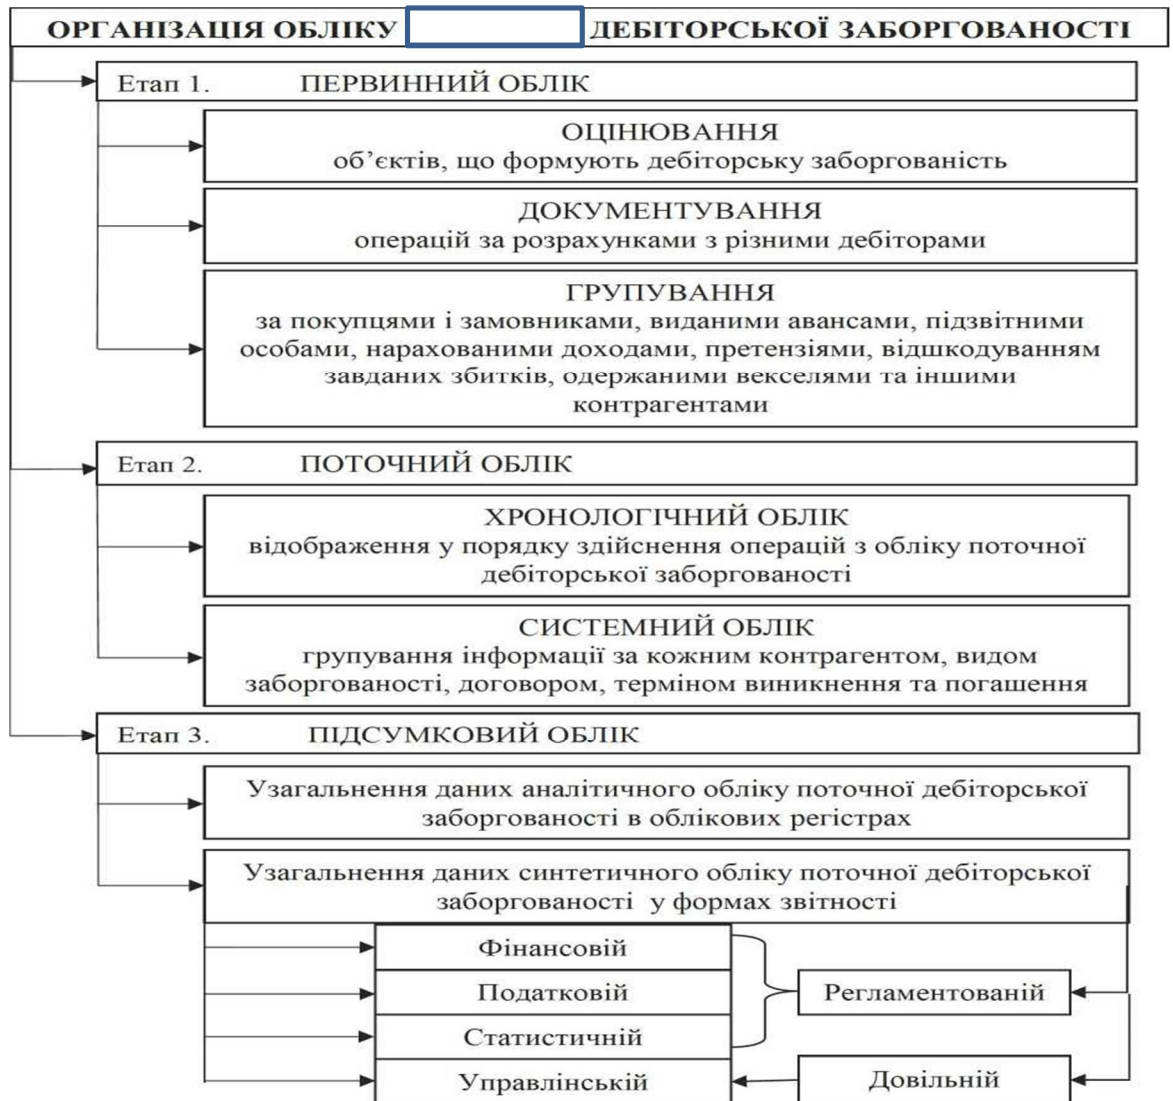 ОРГАНІЗАЦІЯ ОБЛІКУ ДЕБІТОРСЬКОЇ ЗАБОРГОВАНОСТІ
Етап 1. ПЕРВИННИЙ ОБЛІК
ОЦІНЮВАННЯ
об’єктів, що формують дебіторську заборгованість
ДОКУМЕНТУВАННЯ
операцій за розрахунками з різними дебіторами
ГРУПУВАННЯ
за покупцями і замовниками, виданими авансами, підзвітними
особами, нарахованими доходами, претензіями, відшкодуванням
завданих збитків, одержаними векселями та іншими
контрагентами
Етап 2. ПОТОЧНИЙ ОБЛІК
ХРОНОЛОГІЧНИЙ ОБЛІК
відображення у порядку здійснення операцій з обліку поточної
дебіторської заборгованості
СИСТЕМНИЙ ОБЛІК
групування інформації за кожним контрагентом, видом
заборгованості, договором, терміном виникнення та погашення
Етап 3. ПІДСУМКОВИЙ ОБЛІК
Узагальнення даних аналітичного обліку поточної дебіторської
заборгованості в облікових регістрах
Узагальнення даних синтетичного обліку поточної дебіторської
заборгованості у формах звітності
Фінансовій
Податковій
Регламентованій
Статистичній
Управлінській
Довільній